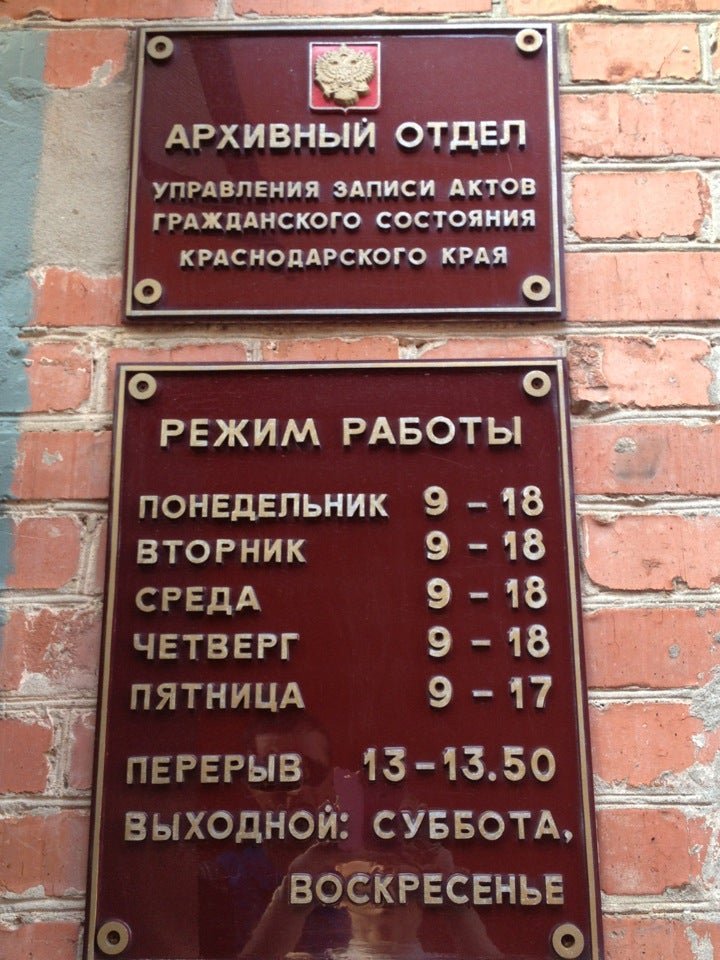 АРХИВНЫЙ ОТДЕЛ
УПРАВЛЕНИЯ ЗАПИСИ АКТОВ
ГРАЖДАНСКОГО СОСТОЯНИЯ
КРАСНОДАРСКОГО КРАЯ
РЕЖИМ РАБОТЫ
ПОНЕДЕЛЬНИК 9 - 18
ВТОРНИК 9 - 18
СРЕДА 9 - 18
ЧЕТВЕРГ 9 - 18
ПЯТНИЦА 9 - 17
ПЕРЕРЫВ 13-13.50
ВЫХОДНОЙ: СУББОТА,
ВОСКРЕСЕНЬЕ